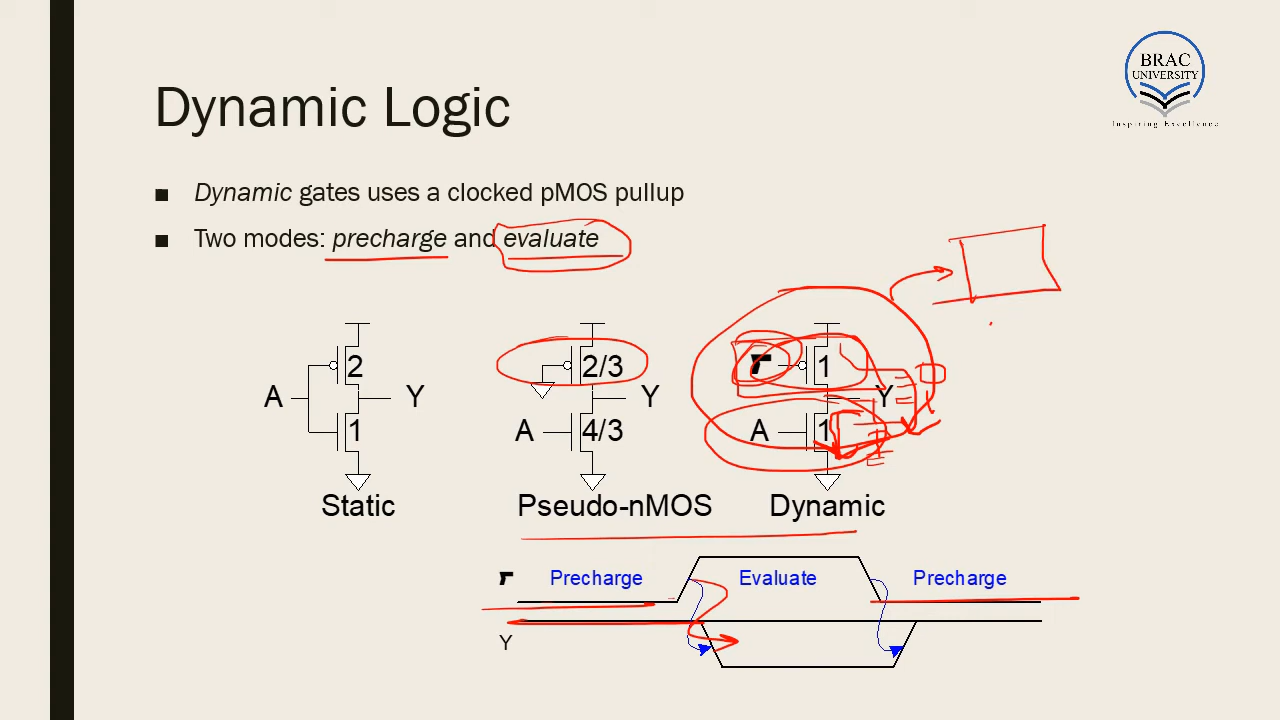 BRAC
UNIVERSITY
Inspiring Excellence
Dynamic Logic
■ Dynamic gates uses a clocked pMOS pullup
■ Two modes: precharge and evaluate
2 2/3 1
A Y Y Y
1 A 4/3 A 1
Static Pseudo-nMOS Dynamic
Precharge Evaluate Precharge
Y